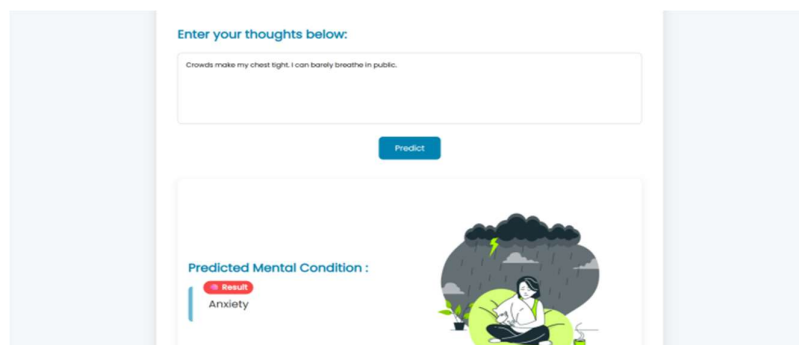 Enter your thoughts below:
Crowds make my chest tight. I can barely breathe in public.
Predict
Predicted Mental Condition :
Result
Anxiety